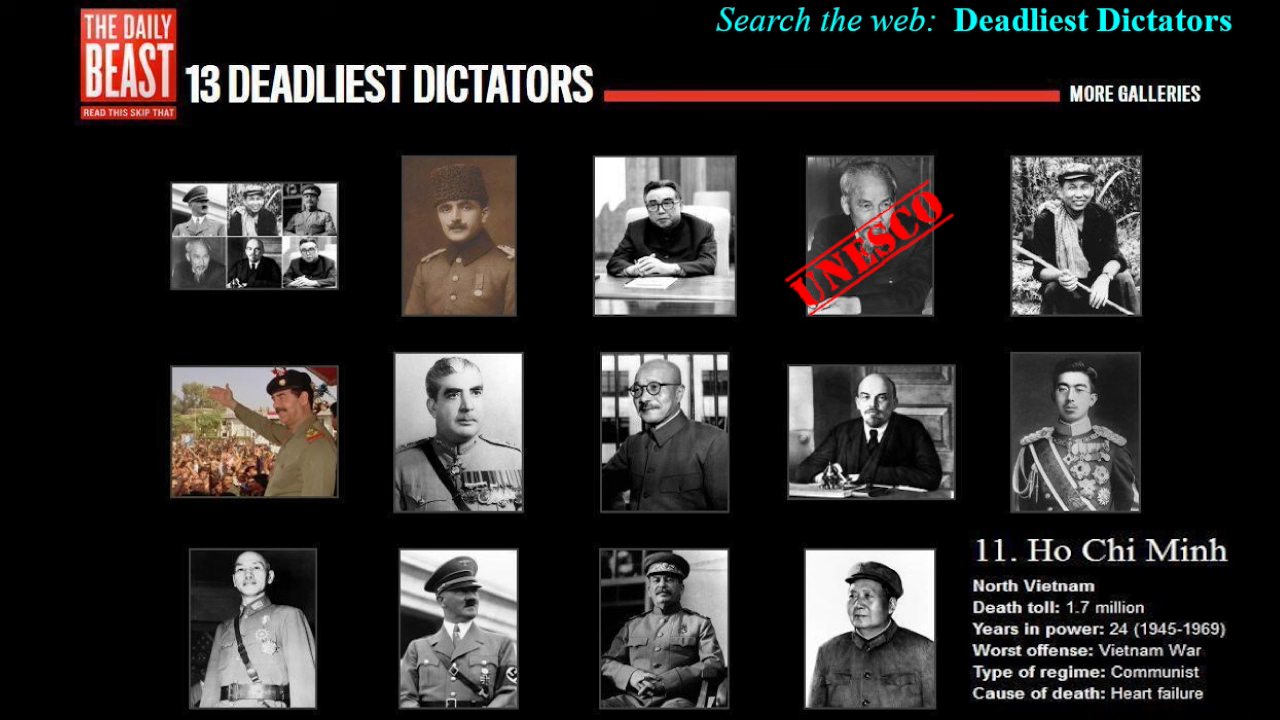 Search the web: Deadliest Dictators
THE DAILY
BEAST
READ THIS SKIP THAT
13 DEADLIEST DICTATORS
MORE GALLERIES
UNESCO
11. Ho Chi Minh
North Vietnam
Death toll: 1.7 million
Years in power: 24 (1945-1969)
Worst offense: Vietnam War
Type of regime: Communist
Cause of death: Heart failure